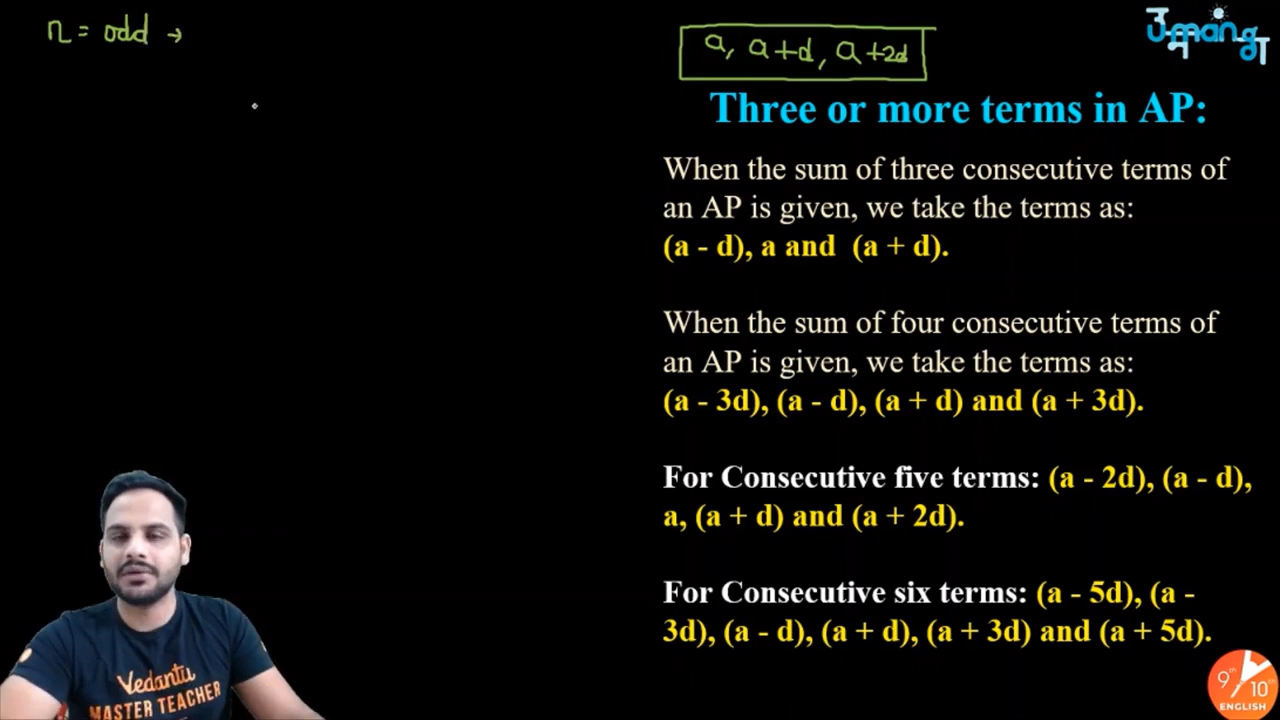 n = odd →
a, a+d, a+2d
उमंग
Three or more terms in AP:
When the sum of three consecutive terms of
an AP is given, we take the terms as:
(a - d), a and (a + d).
When the sum of four consecutive terms of
an AP is given, we take the terms as:
(a - 3d), (a - d), (a + d) and (a + 3d).
For Consecutive five terms: (a - 2d), (a - d),
a, (a + d) and (a + 2d).
For Consecutive six terms: (a - 5d), (a -
3d), (a - d), (a + d), (a + 3d) and (a + 5d).
Vedantu
MASTER TEACHER
9th 10th
ENGLISH